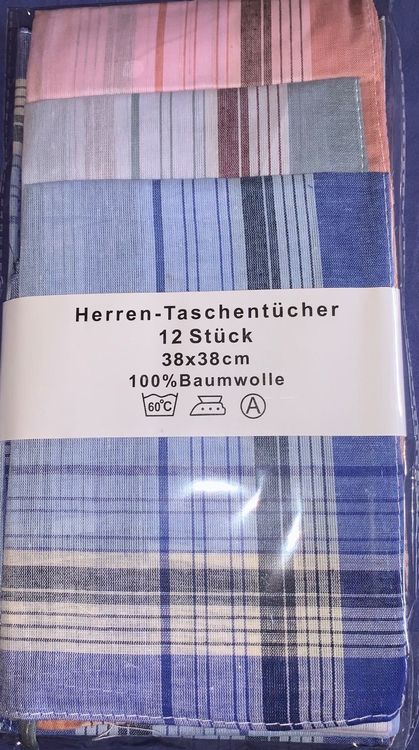 Herren-Taschentücher
12 Stück
38x38cm
100%Baumwolle
60°C A